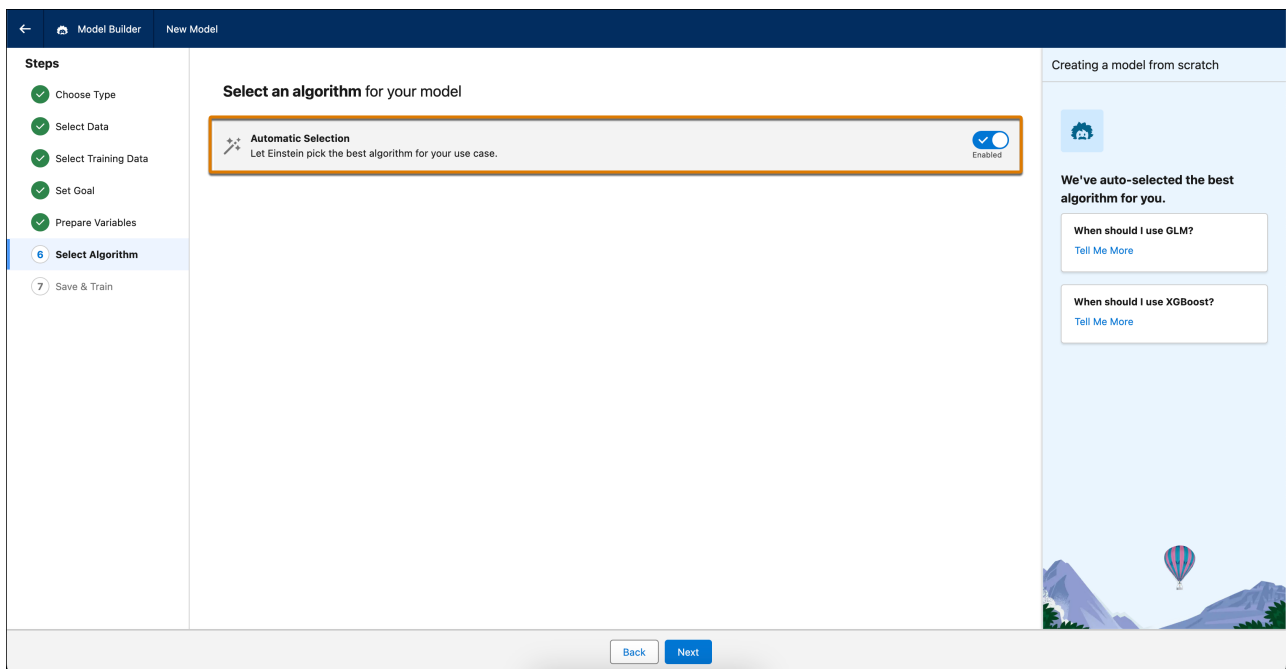 Model Builder
New Model
Steps
Choose Type
Select Data
Select Training Data
Set Goal
Prepare Variables
6 Select Algorithm
7 Save & Train
Select an algorithm for your model
Automatic Selection
Let Einstein pick the best algorithm for your use case.
Enabled
Creating a model from scratch
We've auto-selected the best
algorithm for you.
When should I use GLM?
Tell Me More
When should I use XGBoost?
Tell Me More
Back
Next